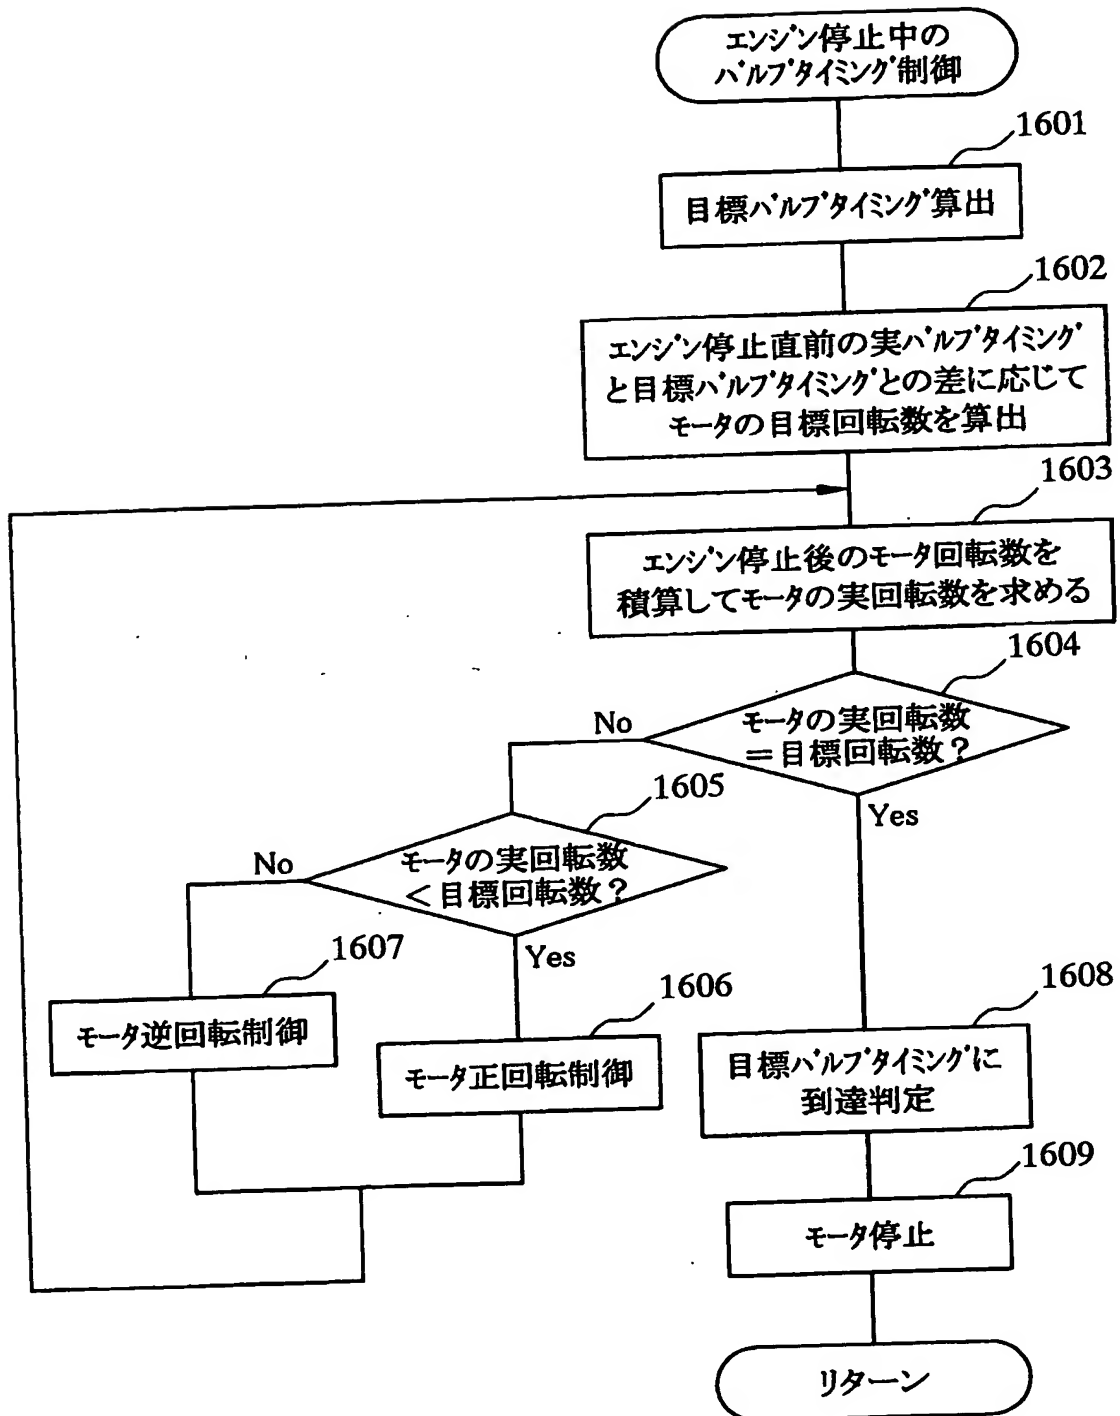 エンジン停止中の
バルブタイミング制御
1601
目標バルブタイミング算出
1602
エンジン停止直前の実バルブタイミング
と目標バルブタイミングとの差に応じて
モータの目標回転数を算出
1603
エンジン停止後のモータ回転数を
積算してモータの実回転数を求める
1604
モータの実回転数
=目標回転数?
No
Yes
1605
モータの実回転数
<目標回転数?
No
Yes
1607
モータ逆回転制御
1606
モータ正回転制御
1608
目標バルブタイミングに
到達判定
1609
モータ停止
リターン